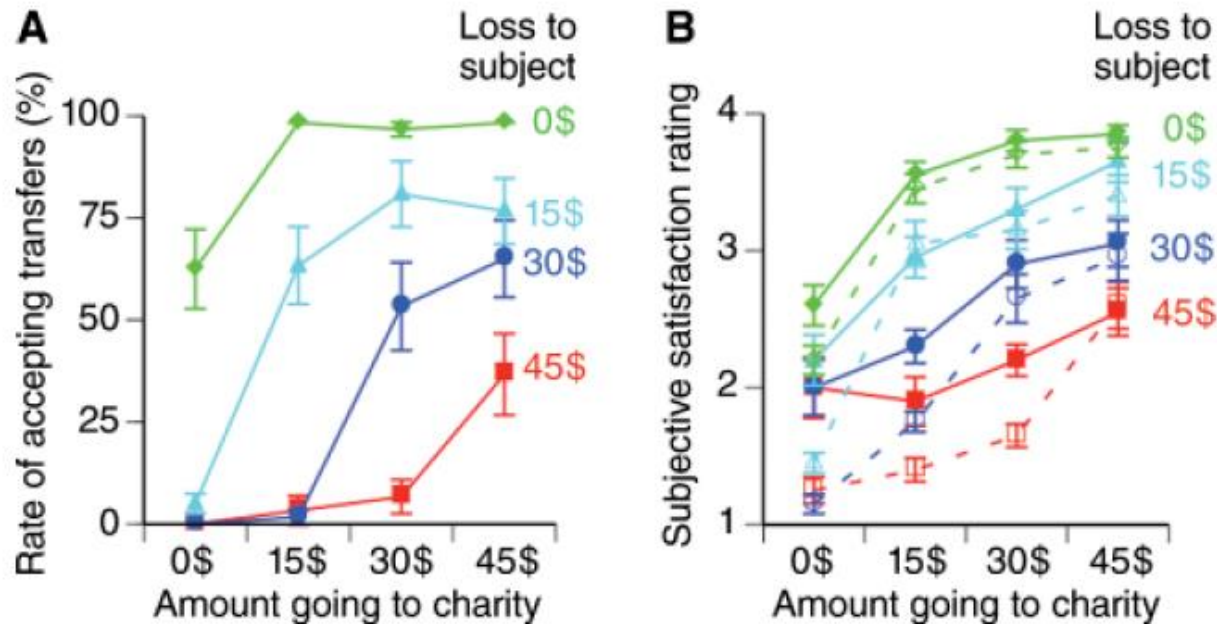 A
Loss to
subject
Rate of accepting transfers (%)
100
75
50
25
0
0$
15$
30$
45$
0$ 15$ 30$ 45$
Amount going to charity
B
Loss to
subject
Subjective satisfaction rating
4
3
2
1
0$
15$
30$
45$
0$ 15$ 30$ 45$
Amount going to charity